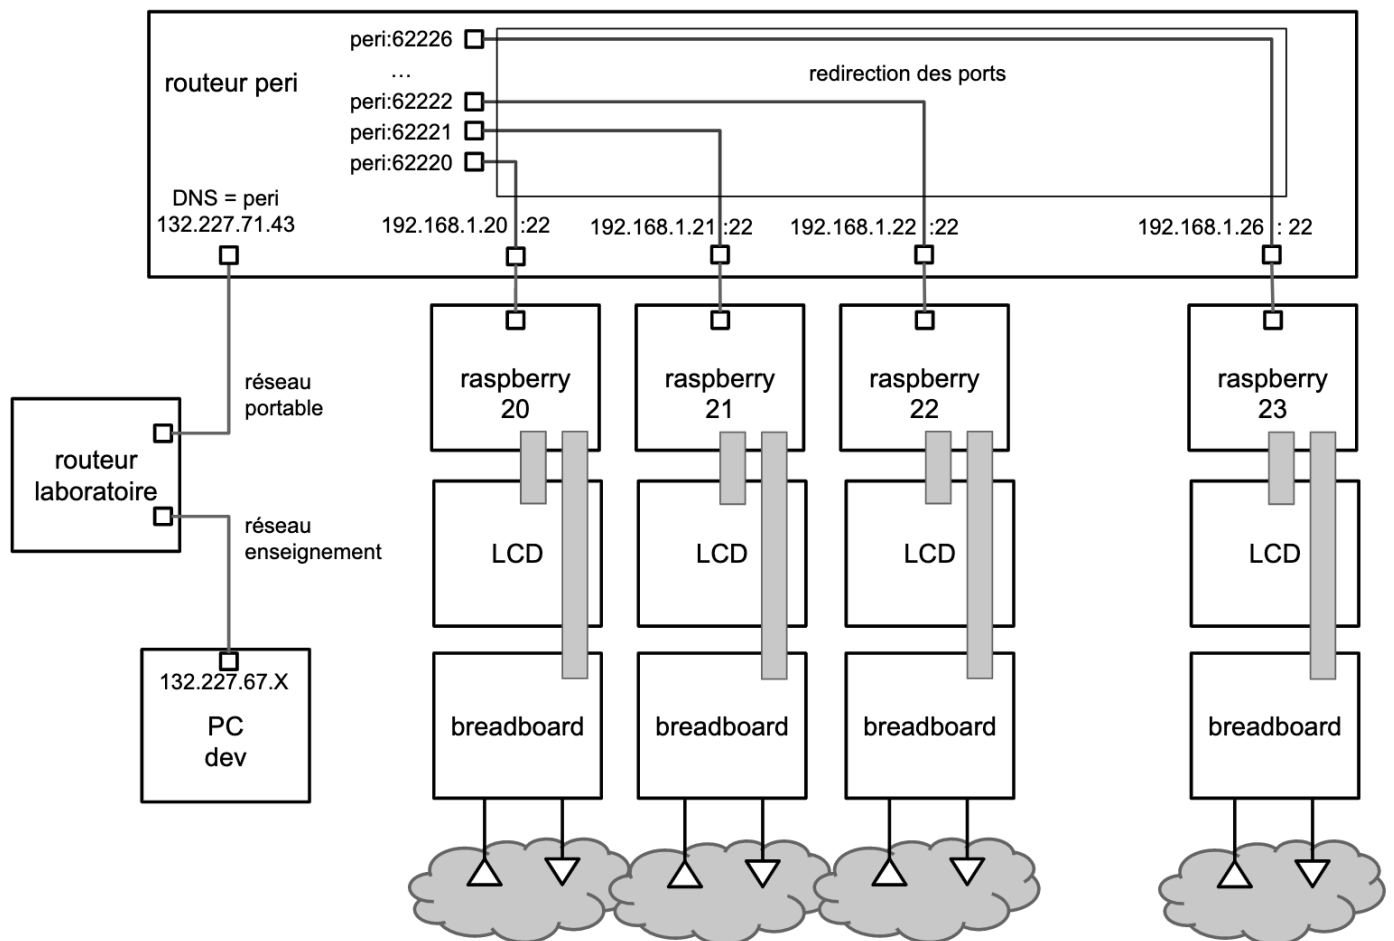 peri:62226
...
redirection des ports
routeur peri
peri:62222
peri:62221
peri:62220
DNS = peri
132.227.71.43
192.168.1.20 :22
192.168.1.21 :22
192.168.1.22 :22
192.168.1.26 : 22
réseau
portable
routeur
laboratoire
réseau
enseignement
132.227.67.X
PC
dev
raspberry
20
raspberry
21
raspberry
22
raspberry
23
LCD
LCD
LCD
LCD
breadboard
breadboard
breadboard
breadboard